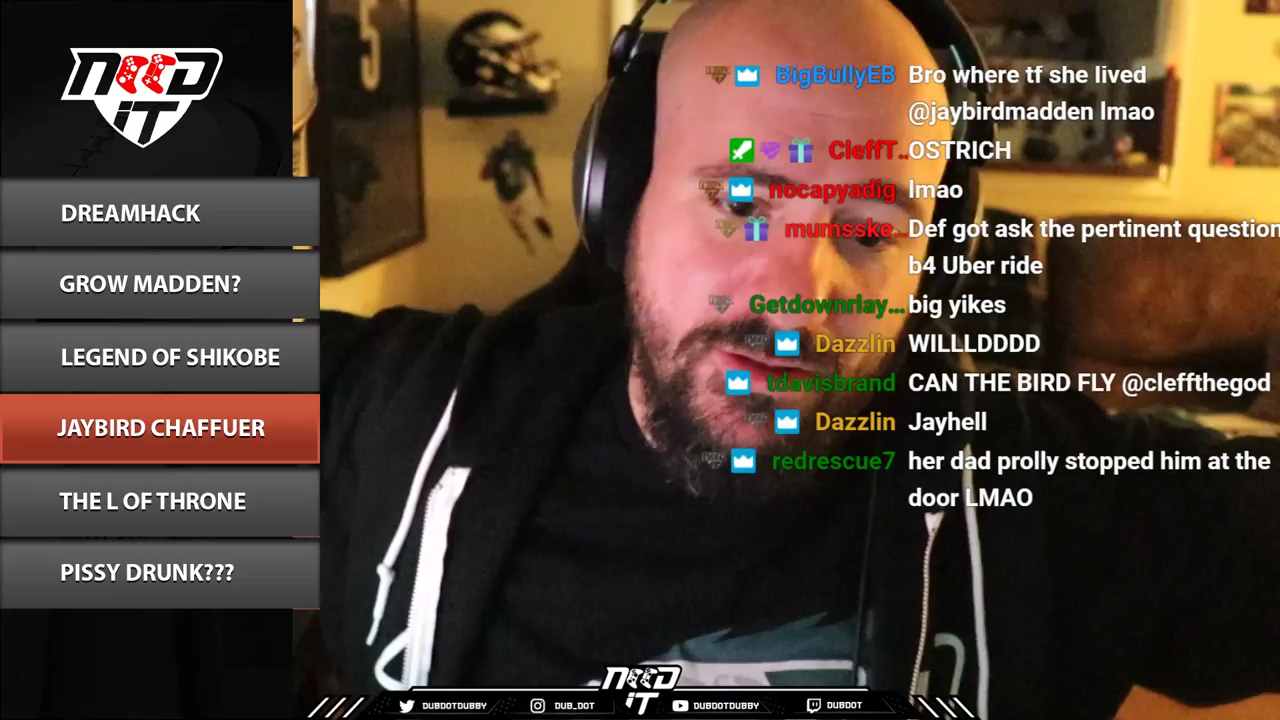 NEED
iT
DREAMHACK
GROW MADDEN?
LEGEND OF SHIKOBE
JAYBIRD CHAFFUER
THE L OF THRONE
PISSY DRUNK???
BigBullyEB Bro where tf she lived
@jaybirdmadden lmao
CleffT.. OSTRICH
nocapyadig lmao
mumsske.. Def got ask the pertinent question
b4 Uber ride
Getdownrlay... big yikes
Dazzlin WILLLDDDD
tdavisbrand CAN THE BIRD FLY @cleffthegod
Dazzlin Jayhell
redrescue7 her dad prolly stopped him at the
door LMAO
NEED
iT
DUBDOTDUBBY DUB_DOT DUBDOTDUBBY DUBDOT